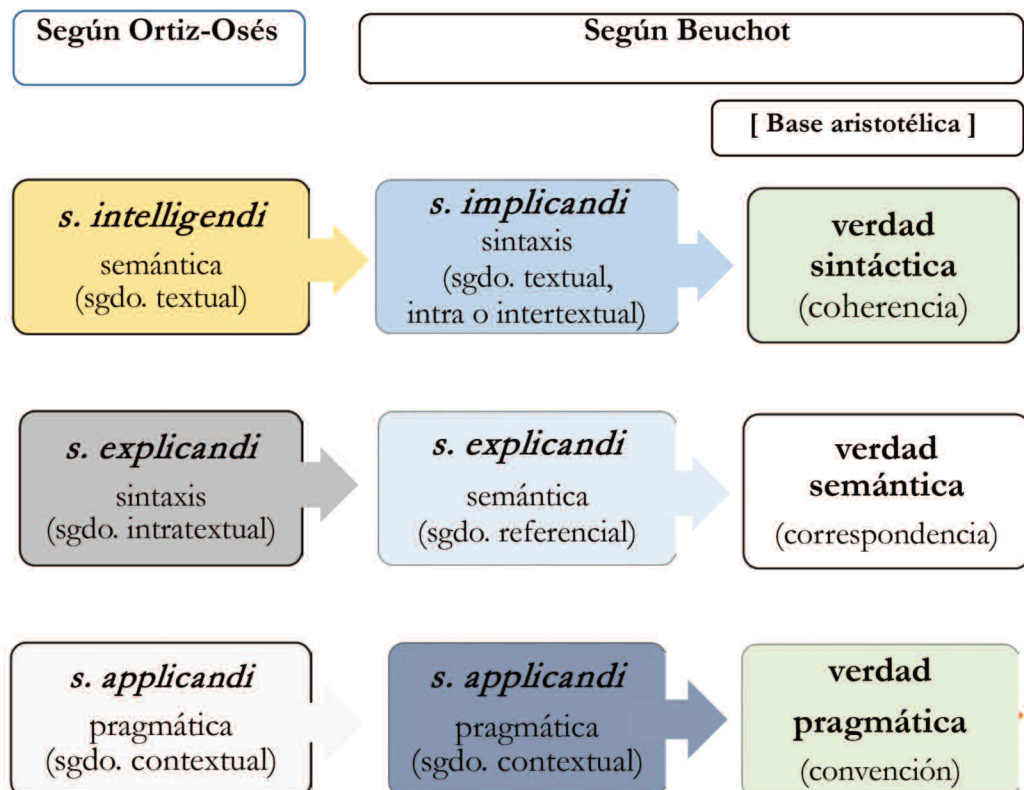 Según Ortiz-Osés
Según Beuchot
[ Base aristotélica ]
s. intelligendi
semántica
(sgdo. textual)
s. implicandi
sintaxis
(sgdo. textual,
intra o intertextual)
verdad
sintáctica
(coherencia)
s. explicandi
sintaxis
(sgdo. intratextual)
s. explicandi
semántica
(sgdo. referencial)
verdad
semántica
(correspondencia)
s. applicandi
pragmática
(sgdo. contextual)
s. applicandi
pragmática
(sgdo. contextual)
verdad
pragmática
(convención)